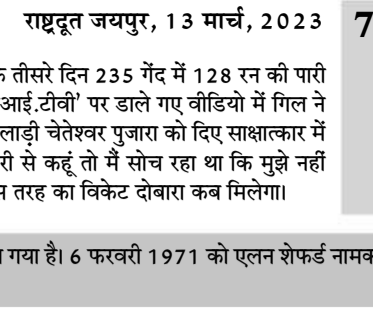 राष्ट्रदूत जयपुर, 13 मार्च, 2023
7
तीसरे दिन 235 गेंद में 128 रन की पारी
आई.टीवी' पर डाले गए वीडियो में गिल ने
लाड़ी चेतेश्वर पुजारा को दिए साक्षात्कार में
री से कहूं तो मैं सोच रहा था कि मुझे नहीं
तरह का विकेट दोबारा कब मिलेगा।
गया है। 6 फरवरी 1971 को एलन शेफर्ड नामक